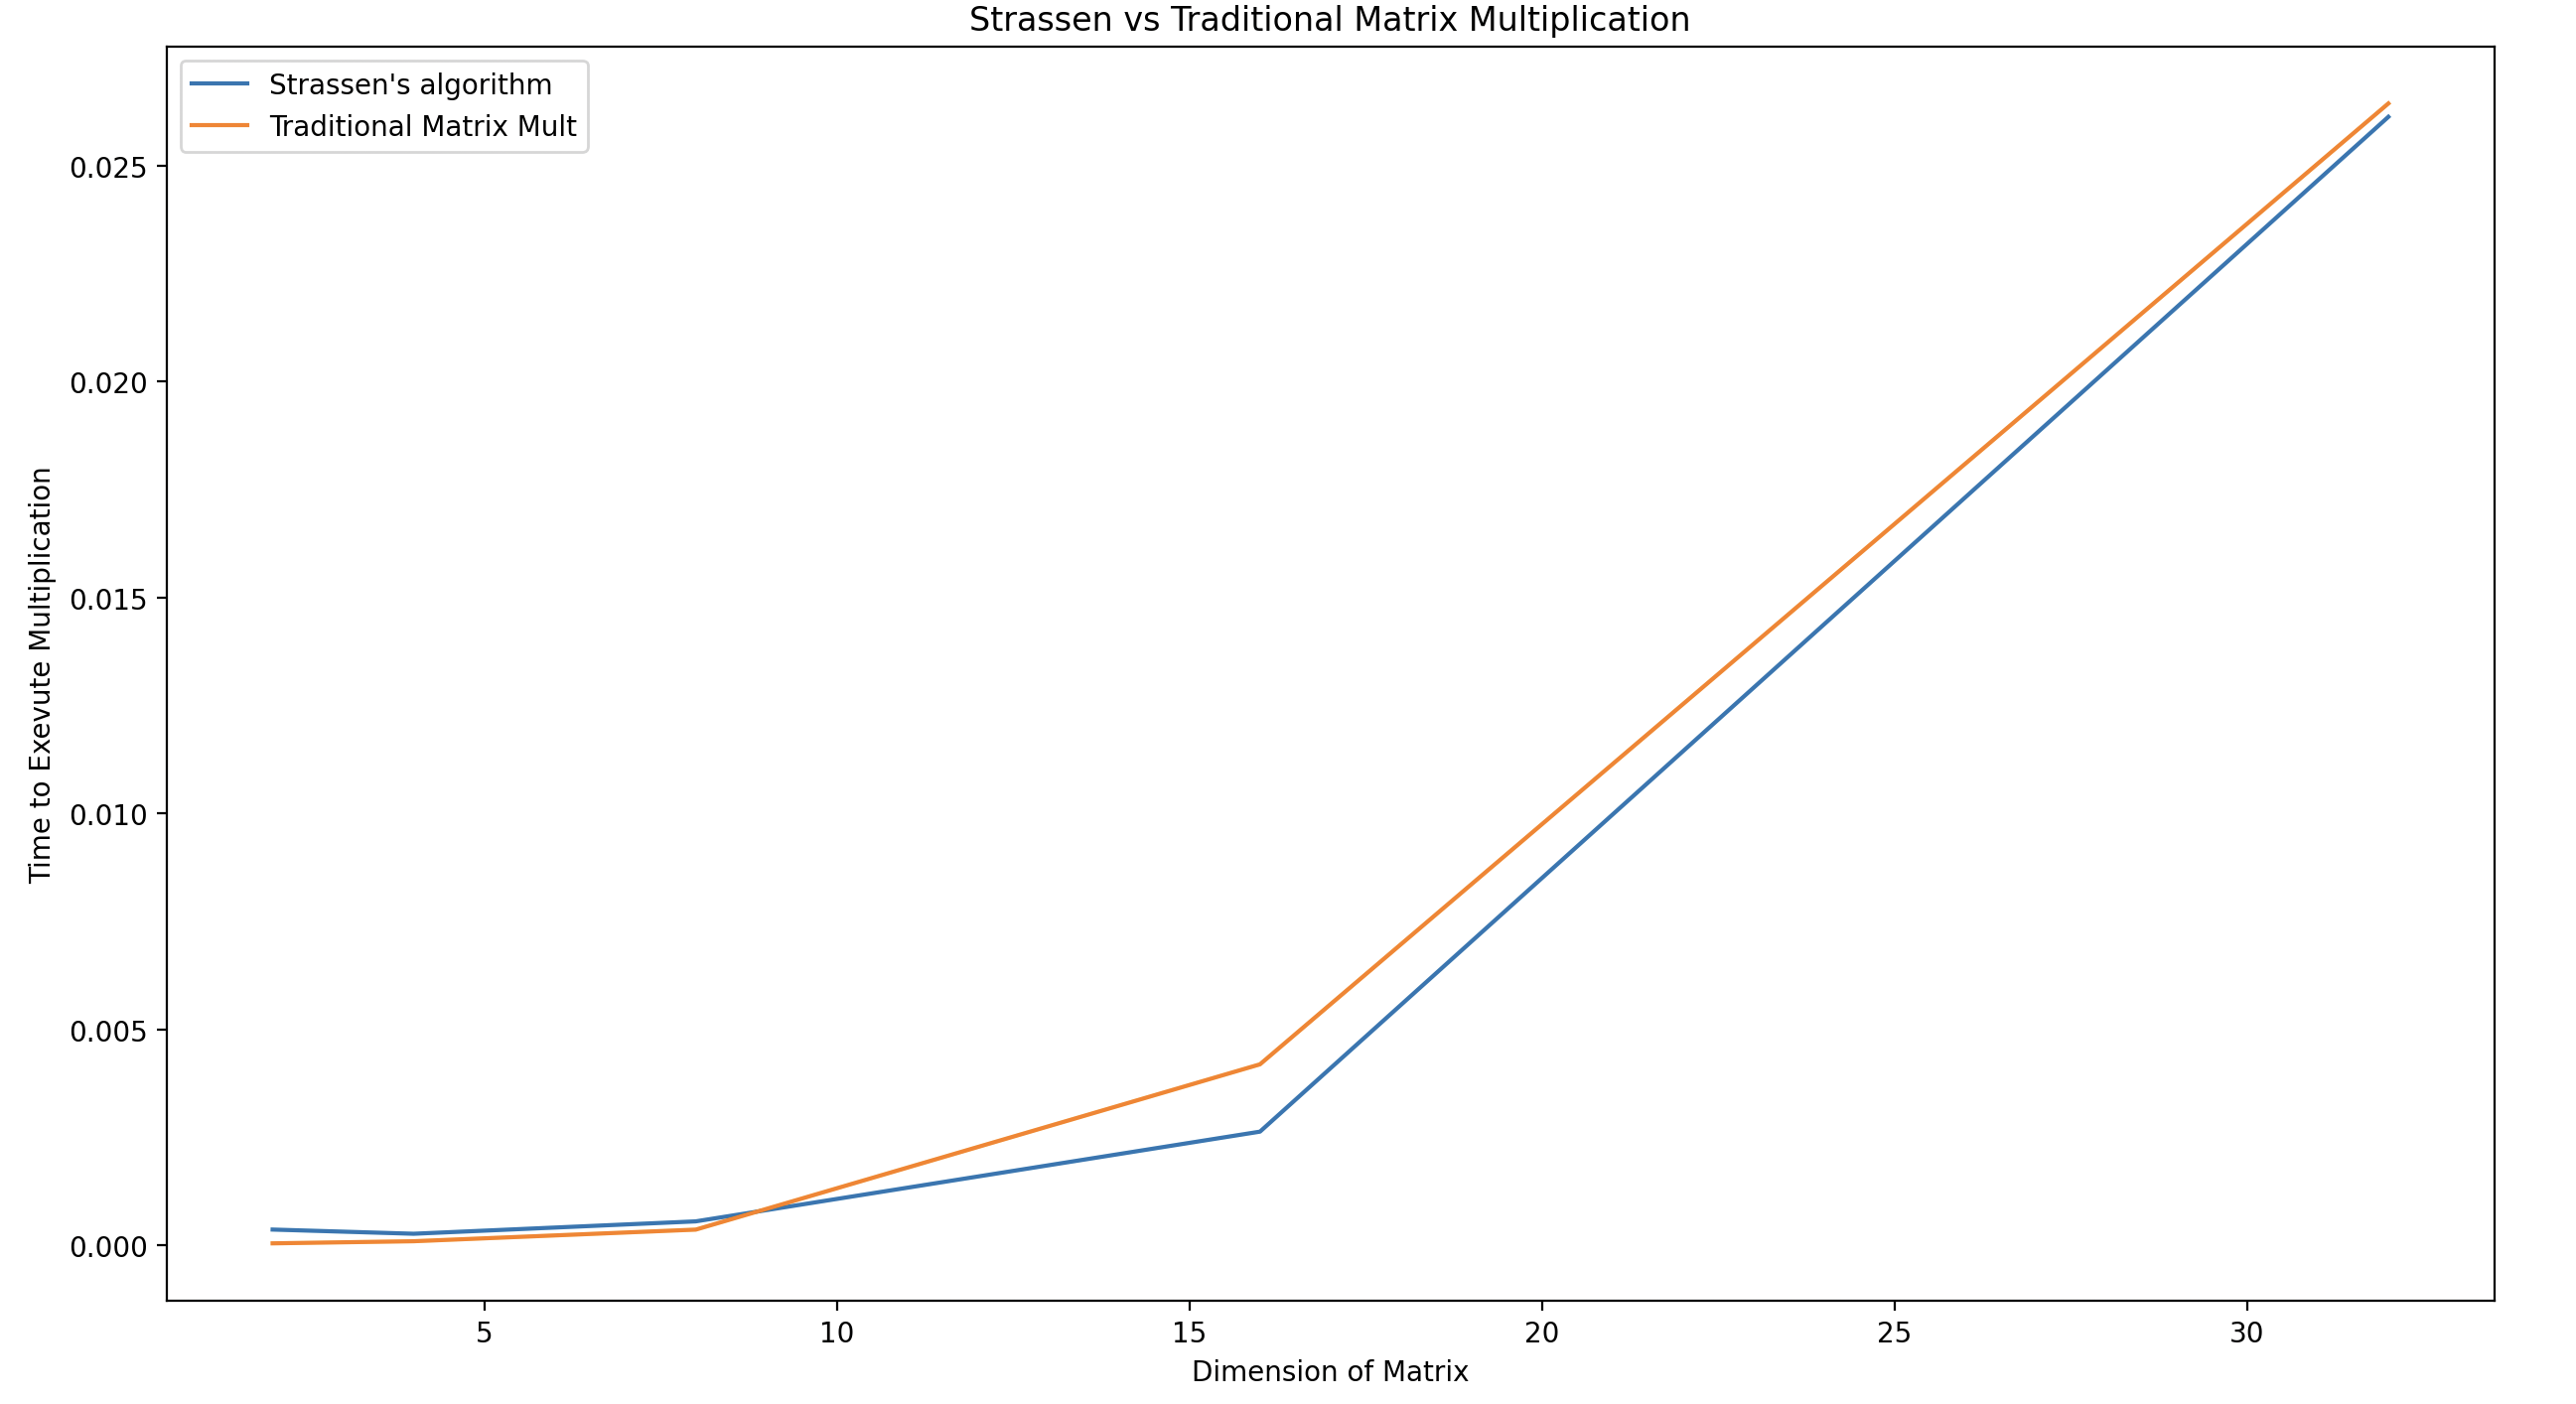 Strassen vs Traditional Matrix Multiplication
Strassen's algorithm
Traditional Matrix Mult
Time to Exevute Multiplication
0.025
0.020
0.015
0.010
0.005
0.000
5 10 15 20 25 30
Dimension of Matrix